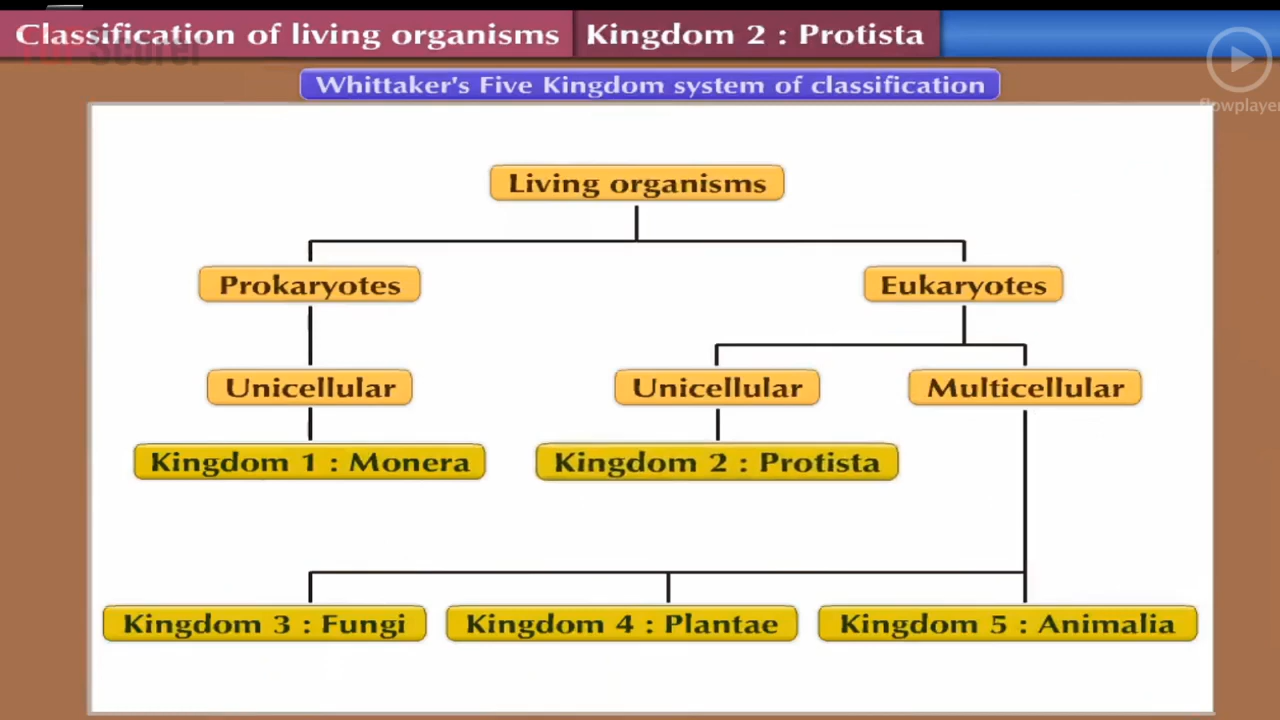 Classification of living organisms
Kingdom 2 : Protista
Whittaker's Five Kingdom system of classification
flowplayer
Living organisms
Prokaryotes
Eukaryotes
Unicellular
Unicellular
Multicellular
Kingdom 1 : Monera
Kingdom 2 : Protista
Kingdom 3 : Fungi
Kingdom 4 : Plantae
Kingdom 5 : Animalia